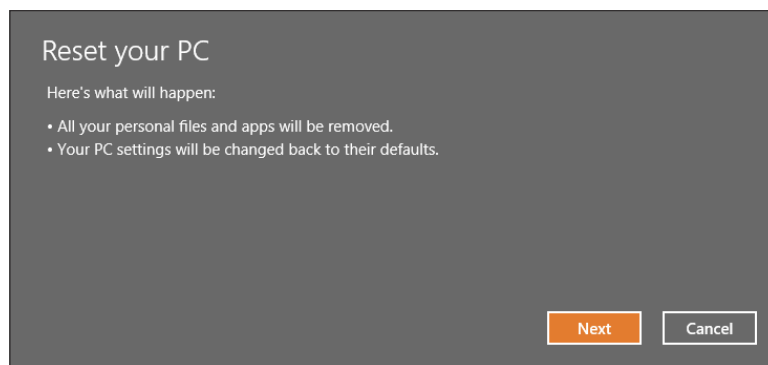 Reset your PC
Here's what will happen:
• All your personal files and apps will be removed.
• Your PC settings will be changed back to their defaults.
Next Cancel